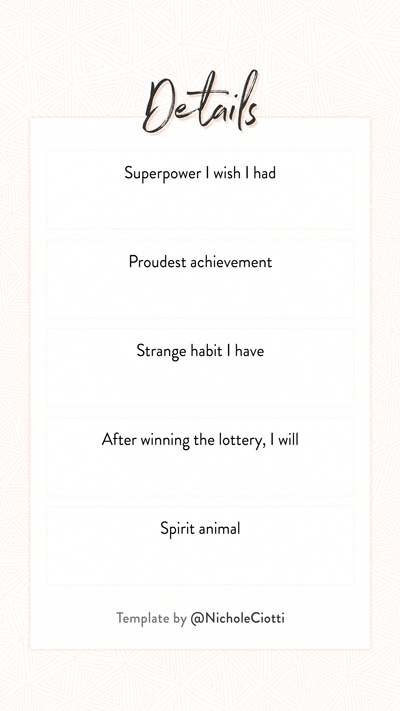 Details
Superpower I wish I had
Proudest achievement
Strange habit I have
After winning the lottery, I will
Spirit animal
Template by @NicholeCiotti